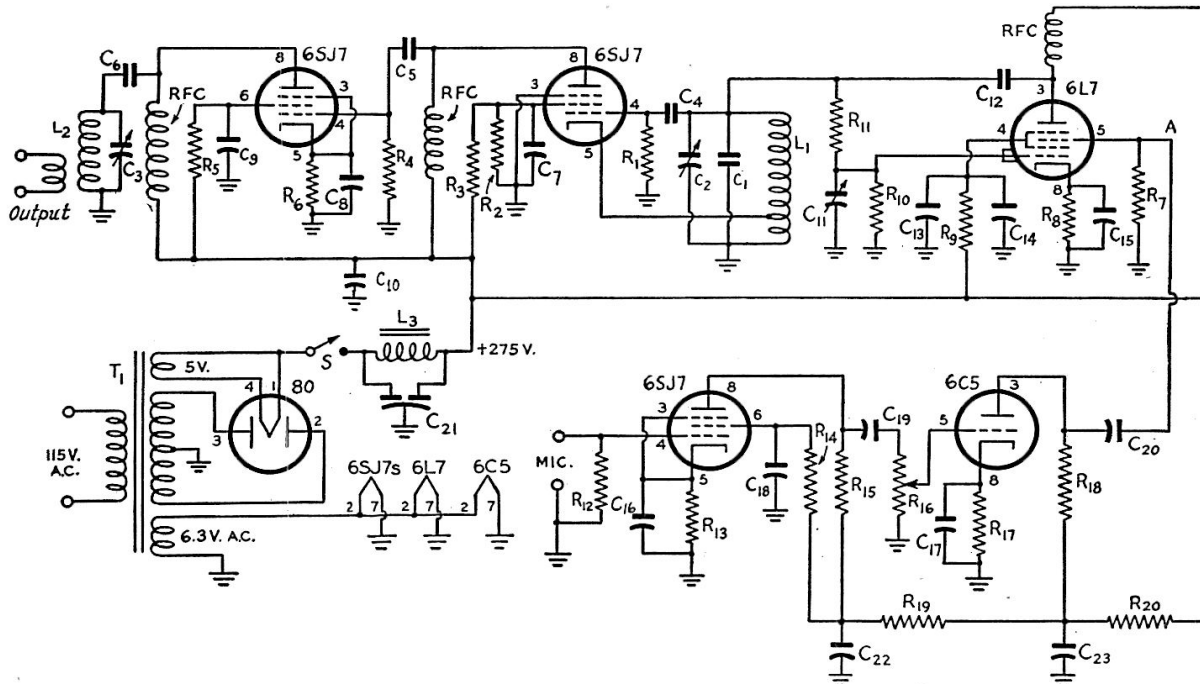 RFC
C6
8
6SJ7
3
6
4
5
RFC
L2
C3
R5
C9
R6
C8
R4
C5
Output
RFC
8
6SJ7
3
6
4
5
R3
R2
C7
R1
C4
C2
C1
L1
C12
3
6L7
4
5
A
R11
C11
R10
C13
R9
C14
8
R8
C15
R7
C10
L3
S
+275 V.
C21
T1
5V.
4
1
80
3
2
115V.
A.C.
6.3 V. A.C.
6SJ7s
6L7
6C5
2
7
2
7
2
7
MIC.
R12
C16
6SJ7
8
3
4
6
5
R13
C18
R14
R15
C19
R16
6C5
3
5
8
C17
R17
R18
C20
R19
R20
C22
C23